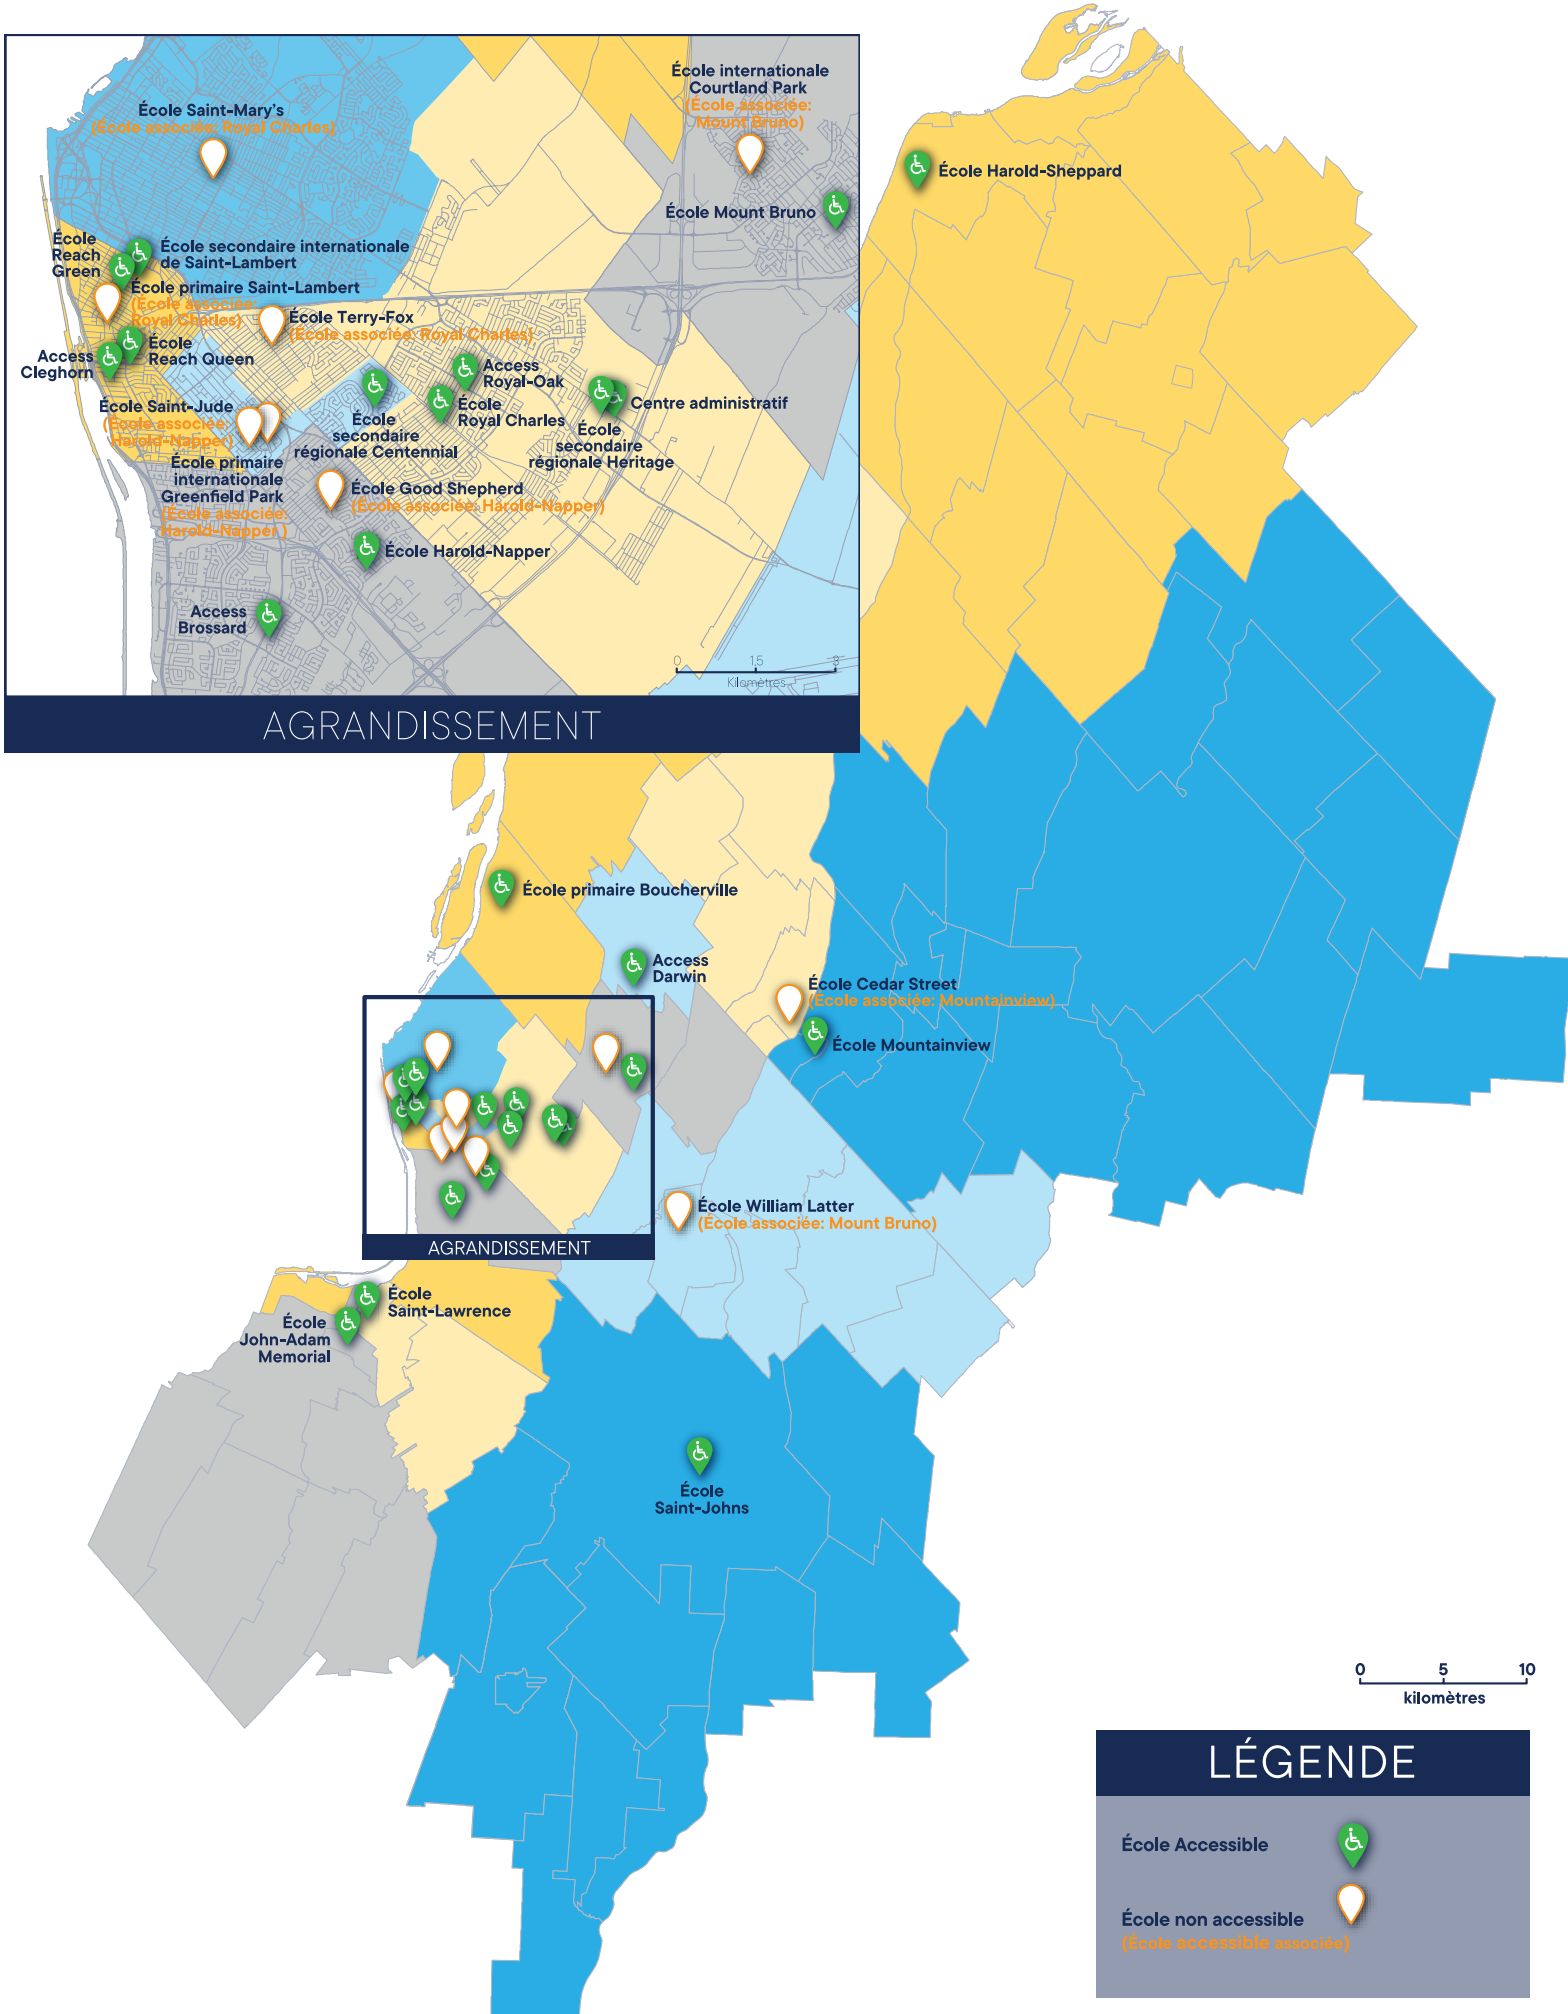 École Saint-Mary's
(École associée: Royal Charles)
École internationale
Courtland Park
(École associée:
Mount Bruno)
École Mount Bruno
École
Reach
Green
École secondaire internationale
de Saint-Lambert
École primaire Saint-Lambert
(École associée:
Royal Charles)
École Terry-Fox
(École associée: Royal Charles)
École
Reach Queen
Access
Cleghorn
Access
Royal-Oak
École
Royal Charles
Centre administratif
École Saint-Jude
(École associée:
Harold-Napper)
École
secondaire
régionale Centennial
École
secondaire
régionale Heritage
École primaire
internationale
Greenfield Park
(École associée:
Harold-Napper )
École Good Shepherd
(École associée: Harold-Napper)
École Harold-Napper
Access
Brossard
0 1,5 3
Kilomètres
AGRANDISSEMENT
École Harold-Sheppard
École primaire Boucherville
Access
Darwin
École Cedar Street
(École associée: Mountainview)
École Mountainview
École William Latter
(École associée: Mount Bruno)
AGRANDISSEMENT
École
Saint-Lawrence
École
John-Adam
Memorial
École
Saint-Johns
0 5 10
kilomètres
LÉGENDE
École Accessible
École non accessible
(École accessible associée)